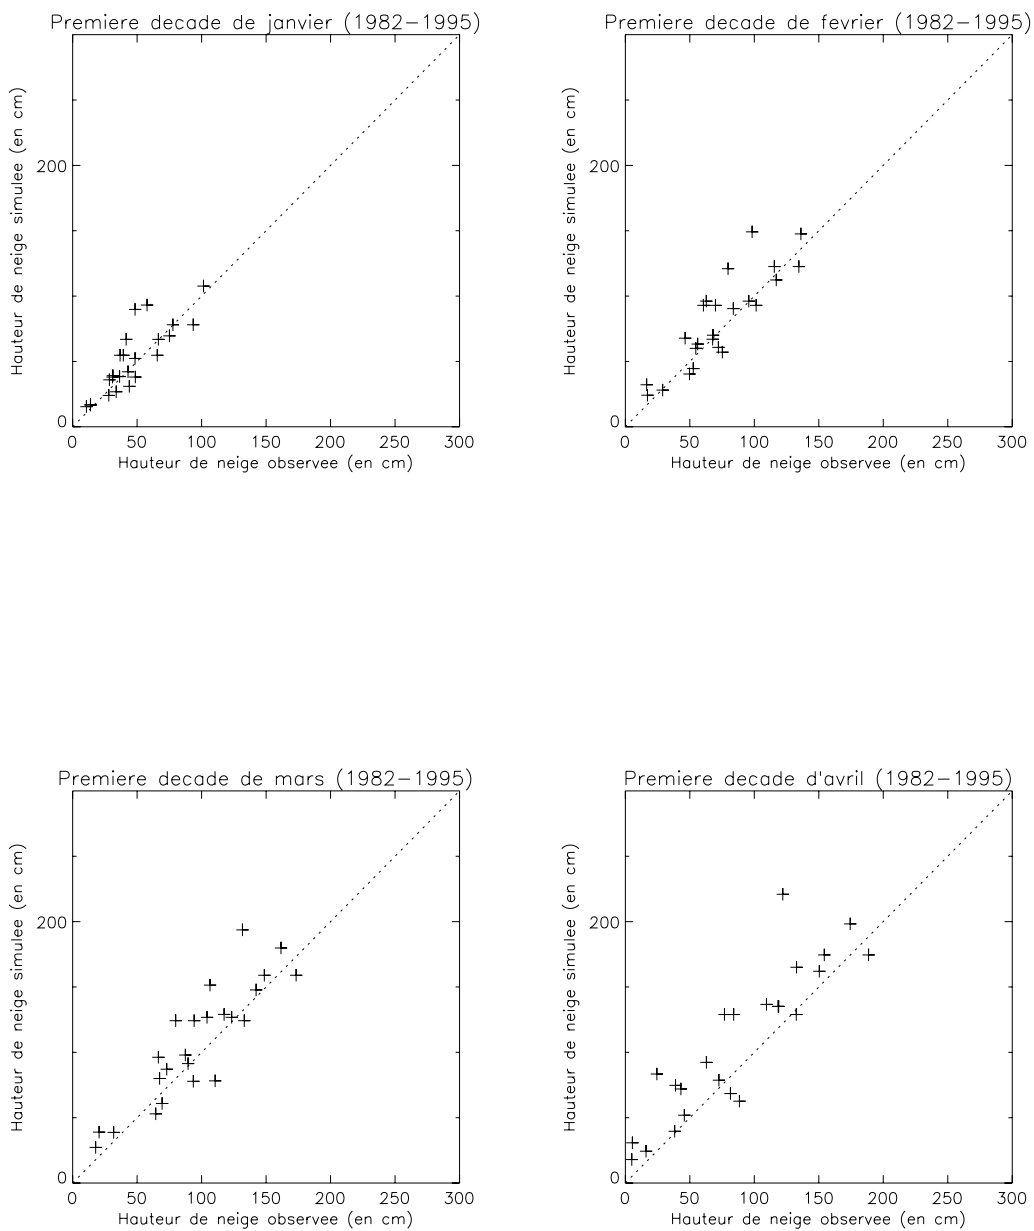 Premiere decade de janvier (1982-1995)
Hauteur de neige simulee (en cm)
200
0
0 50 100 150 200 250 300
Hauteur de neige observee (en cm)
Premiere decade de fevrier (1982-1995)
Hauteur de neige simulee (en cm)
200
0
0 50 100 150 200 250 300
Hauteur de neige observee (en cm)
Premiere decade de mars (1982-1995)
Hauteur de neige simulee (en cm)
200
0
0 50 100 150 200 250 300
Hauteur de neige observee (en cm)
Premiere decade d'avril (1982-1995)
Hauteur de neige simulee (en cm)
200
0
0 50 100 150 200 250 300
Hauteur de neige observee (en cm)